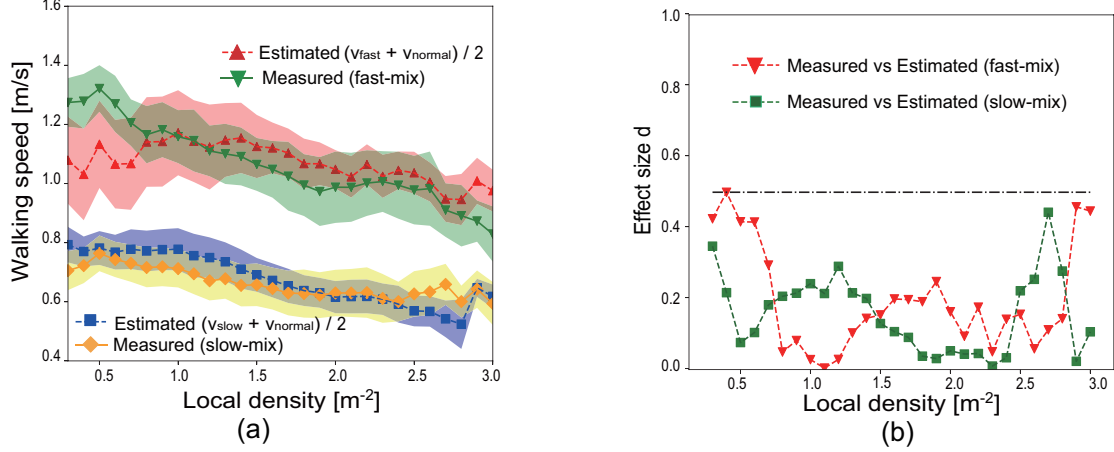 1.6
1.4
1.2
1.0
0.8
0.6
0.4
Walking speed [m/s]
Estimated (vfast + vnormal) / 2
Measured (fast-mix)
Estimated (vslow + vnormal) / 2
Measured (slow-mix)
0.5 1.0 1.5 2.0 2.5 3.0
Local density [m-2]
(a)
1.0
0.8
0.6
0.4
0.2
0.0
Effect size d
Measured vs Estimated (fast-mix)
Measured vs Estimated (slow-mix)
0.5 1.0 1.5 2.0 2.5 3.0
Local density [m-2]
(b)